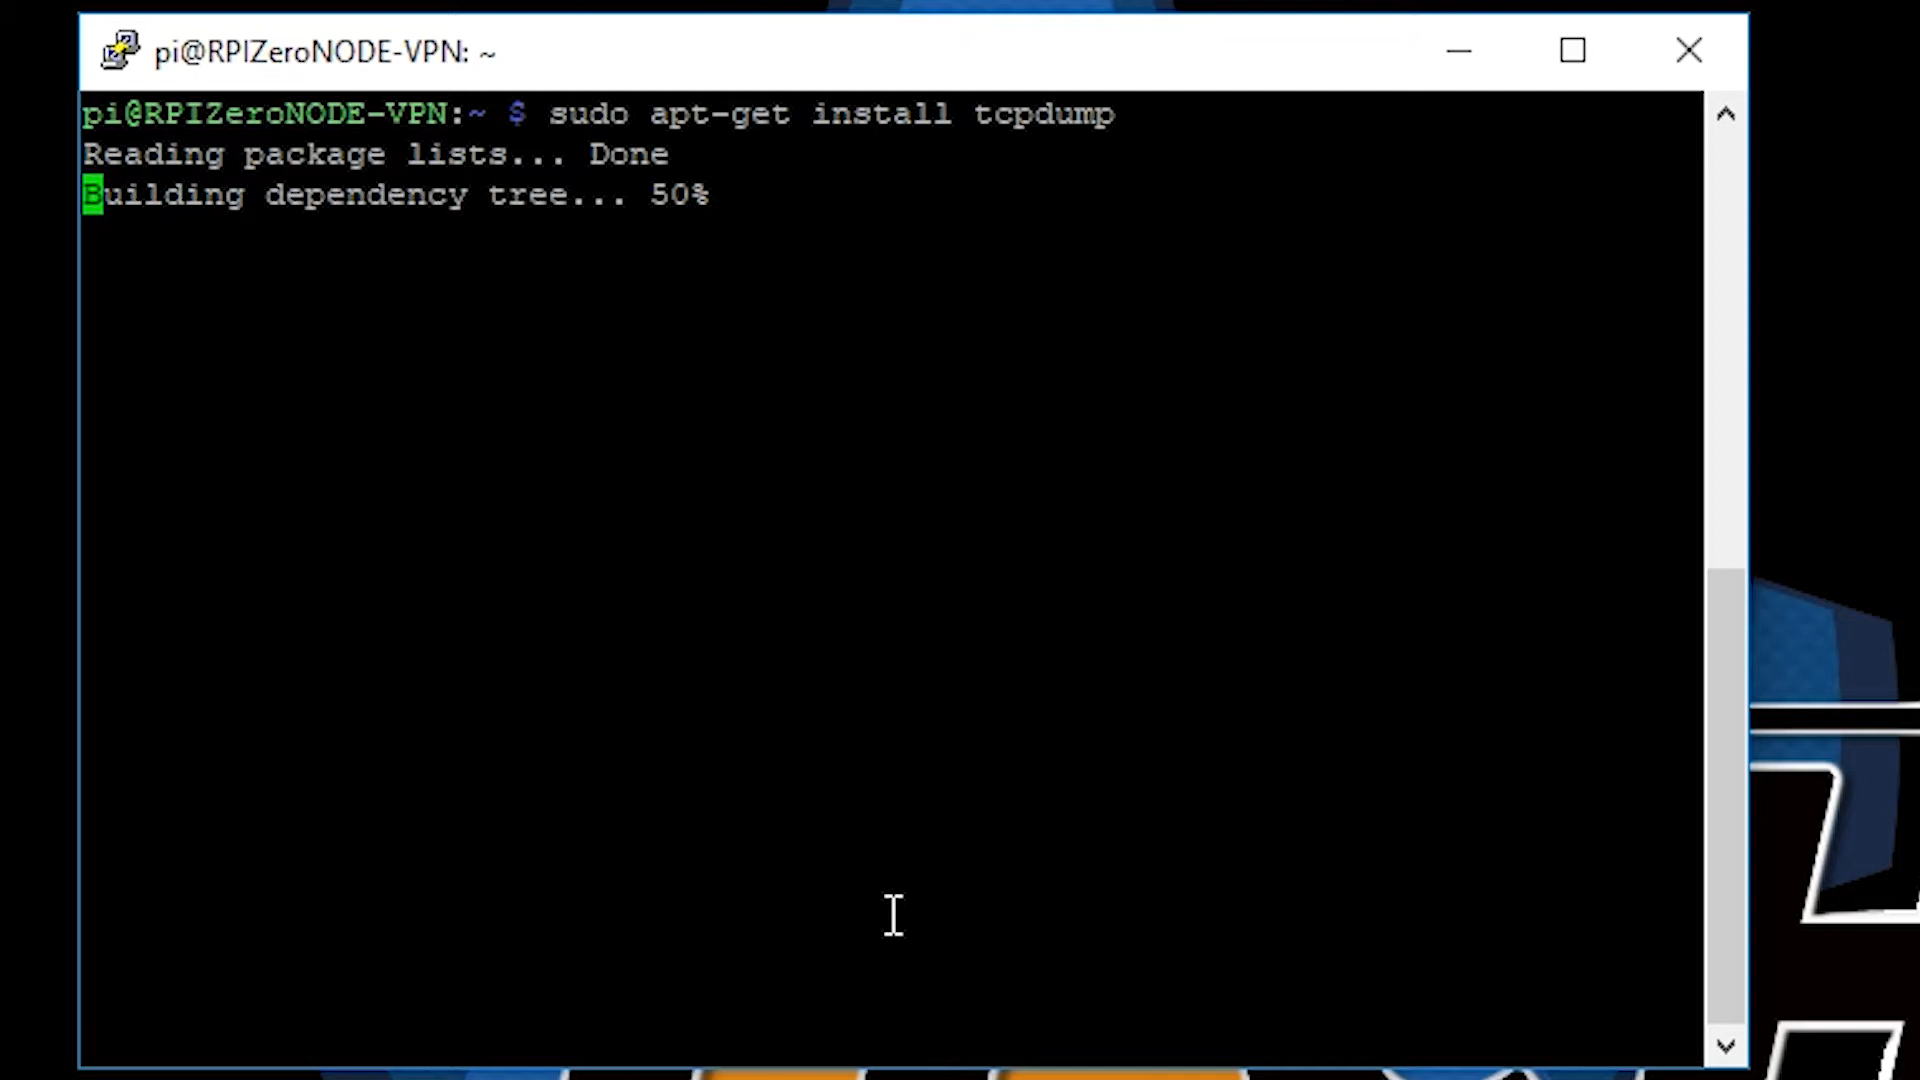 pi@RPIZeroNODE-VPN: ~
pi@RPIZeroNODE-VPN:~ $ sudo apt-get install tcpdump
Reading package lists... Done
Building dependency tree... 50%